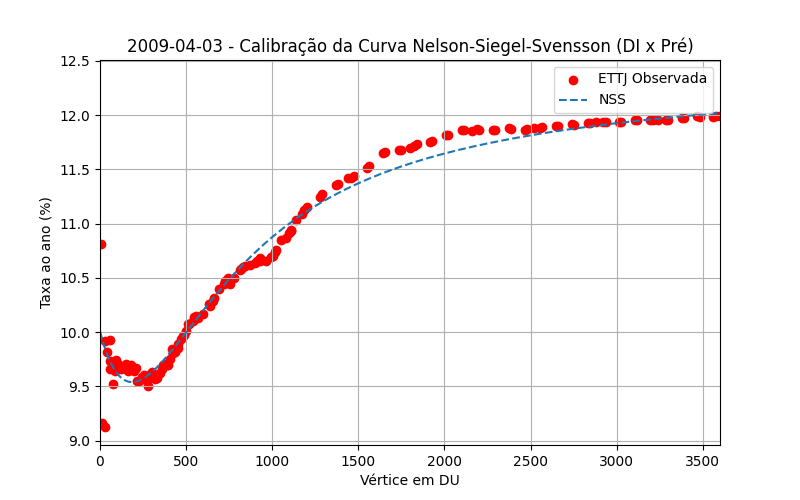 2009-04-03 - Calibração da Curva Nelson-Siegel-Svensson (DI x Pré)
12.5
12.0
11.5
11.0
10.5
10.0
9.5
9.0
Taxa ao ano (%)
ETTJ Observada
NSS
0 500 1000 1500 2000 2500 3000 3500
Vértice em DU